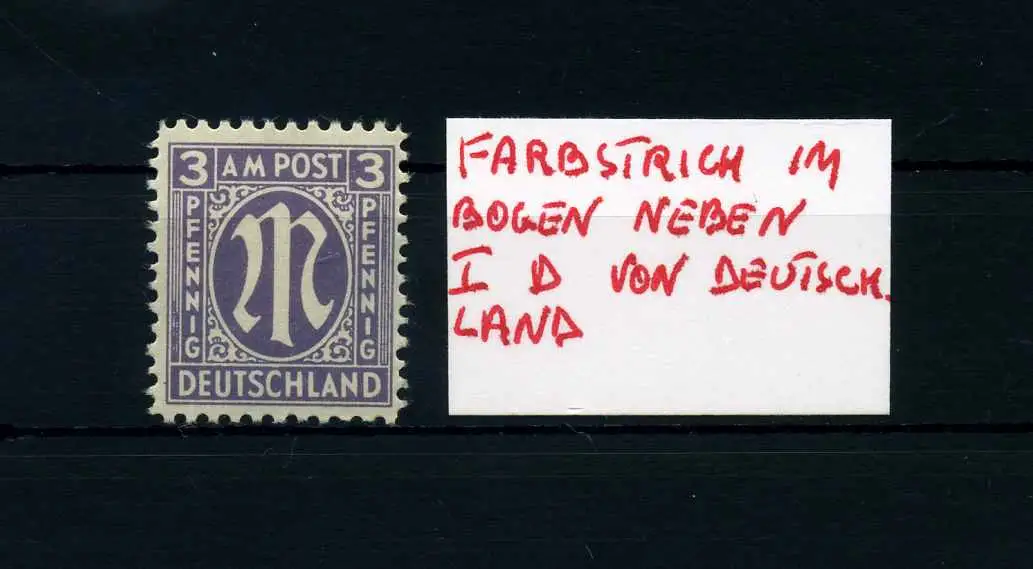 3 AM POST 3
PFENNIG
M
PFENNIG
DEUTSCHLAND
FARBSTRICH IM
BOGEN NEBEN
I D VON DEUTSCH.
LAND